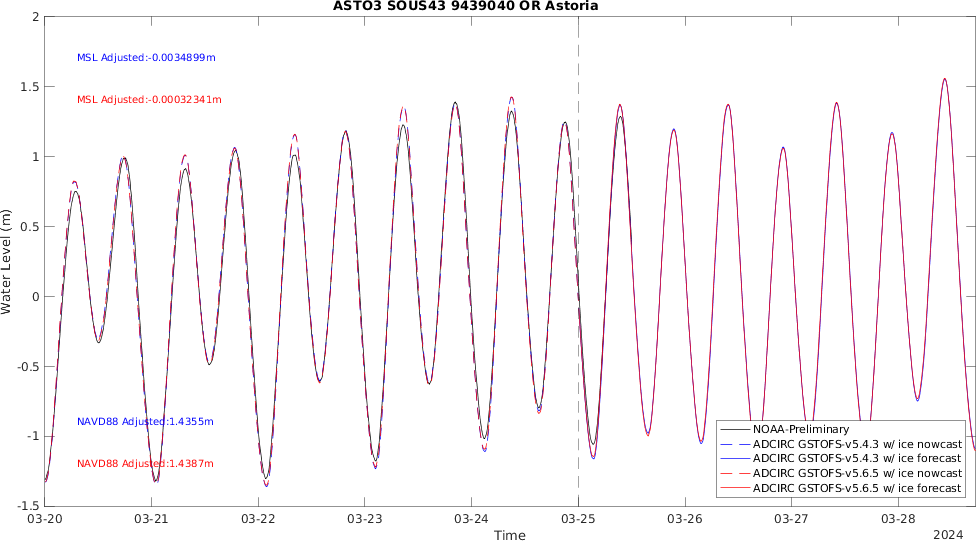 ASTO3 SOUS43 9439040 OR Astoria
Water Level (m)
2
1.5
1
0.5
0
-0.5
-1
-1.5
MSL Adjusted:-0.0034899m
MSL Adjusted:-0.00032341m
NAVD88 Adjusted:1.4355m
NAVD88 Adjusted:1.4387m
NOAA-Preliminary
ADCIRC GSTOFS-v5.4.3 w/ ice nowcast
ADCIRC GSTOFS-v5.4.3 w/ ice forecast
ADCIRC GSTOFS-v5.6.5 w/ ice nowcast
ADCIRC GSTOFS-v5.6.5 w/ ice forecast
03-20 03-21 03-22 03-23 03-24 03-25 03-26 03-27 03-28
Time
2024